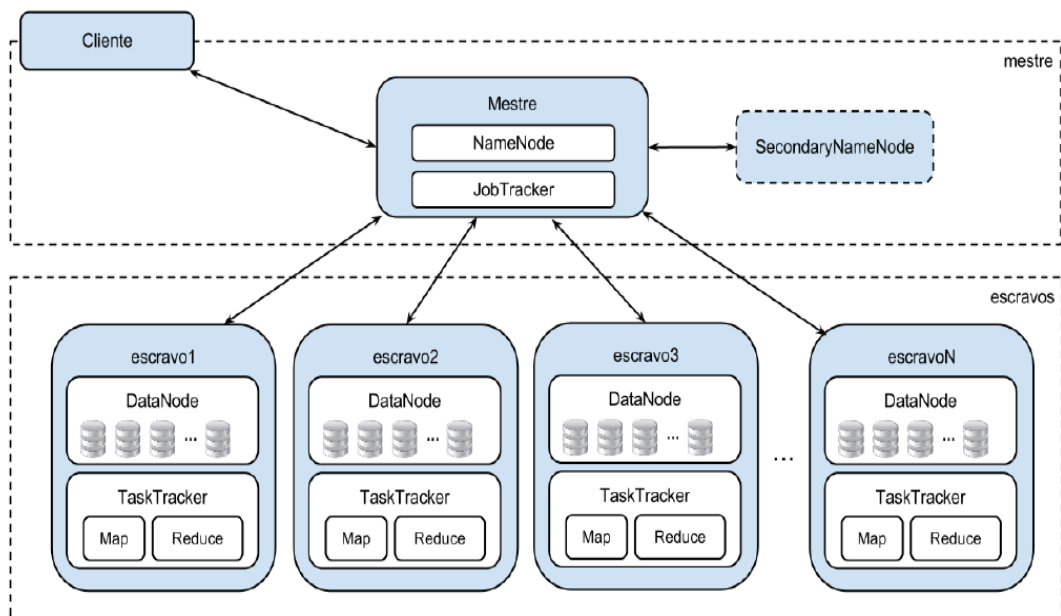 Cliente
mestre
Mestre
NameNode
JobTracker
SecondaryNameNode
escravos
escravo1
DataNode
...
TaskTracker
Map
Reduce
escravo2
DataNode
...
TaskTracker
Map
Reduce
escravo3
DataNode
...
TaskTracker
Map
Reduce
...
escravoN
DataNode
...
TaskTracker
Map
Reduce